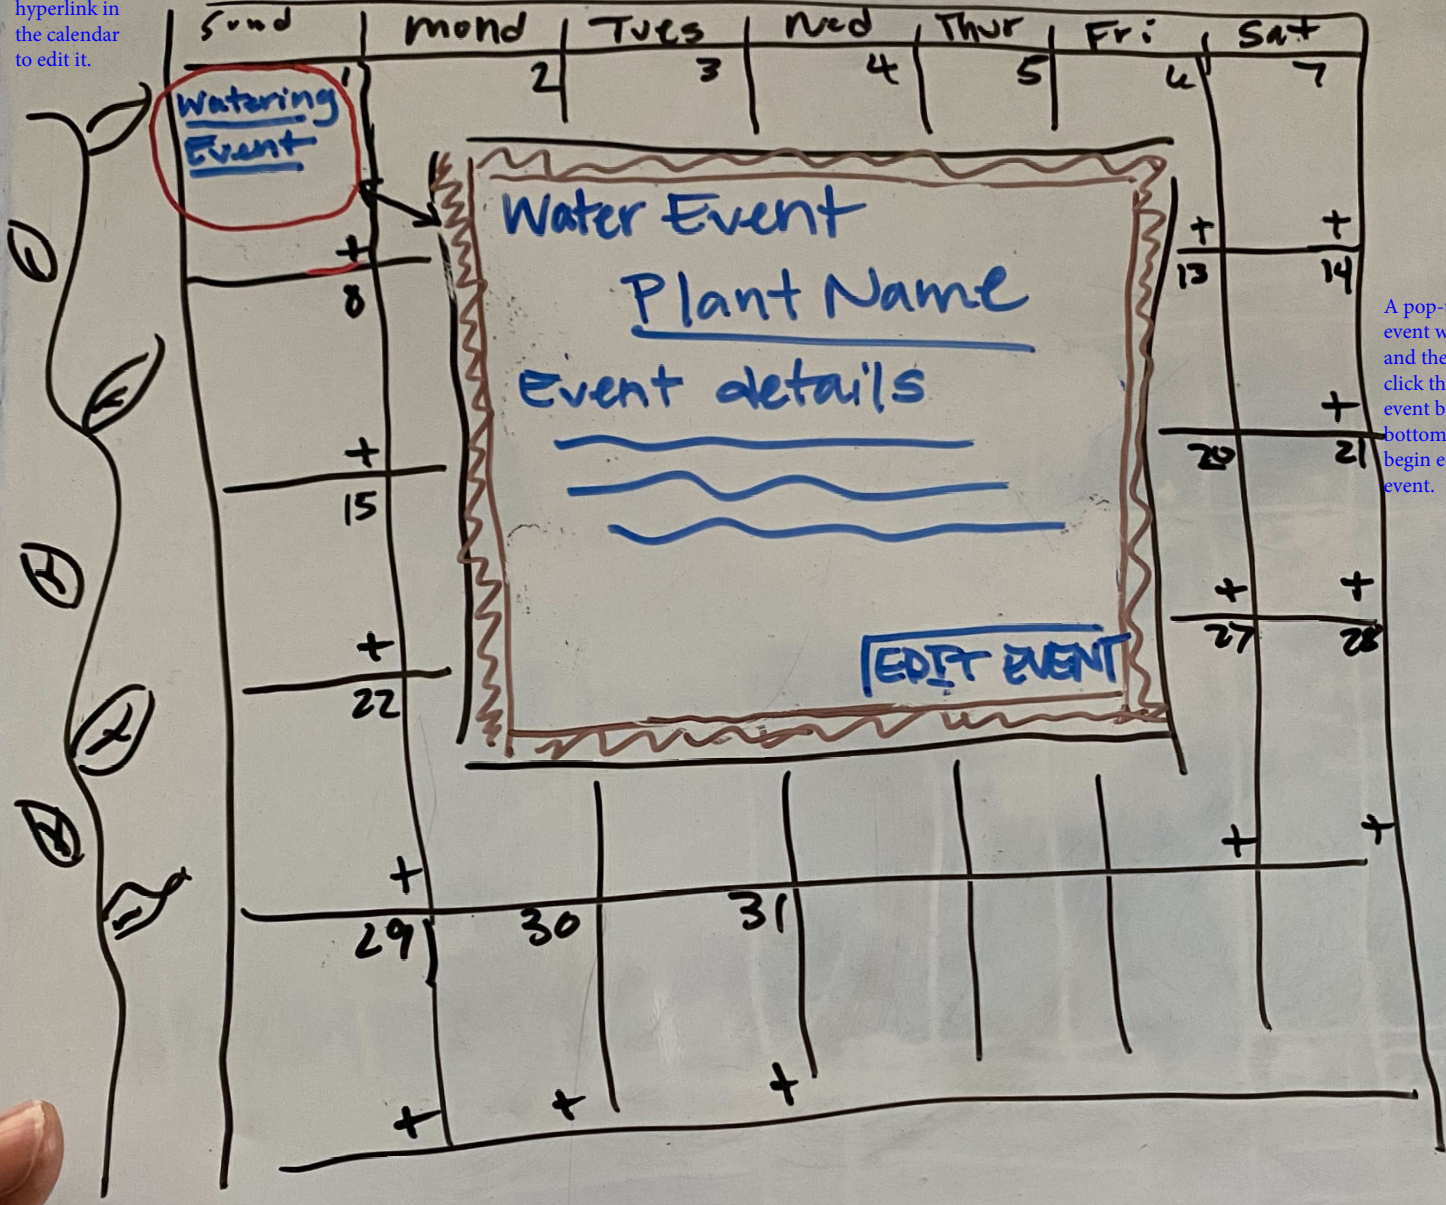 hyperlink in
the calendar
to edit it.
Sund mond Tues Wed Thur Fri Sat
1 2 3 4 5 6 7
Watering
Event
Water Event
Plant Name
Event details
EDIT EVENT
+ + +
8 13 14
A pop-
event w
and the
click th
event b
bottom
begin e
event.
+ +
15 20 21
+ + +
22 27 28
+ + +
29 30 31
+ + +